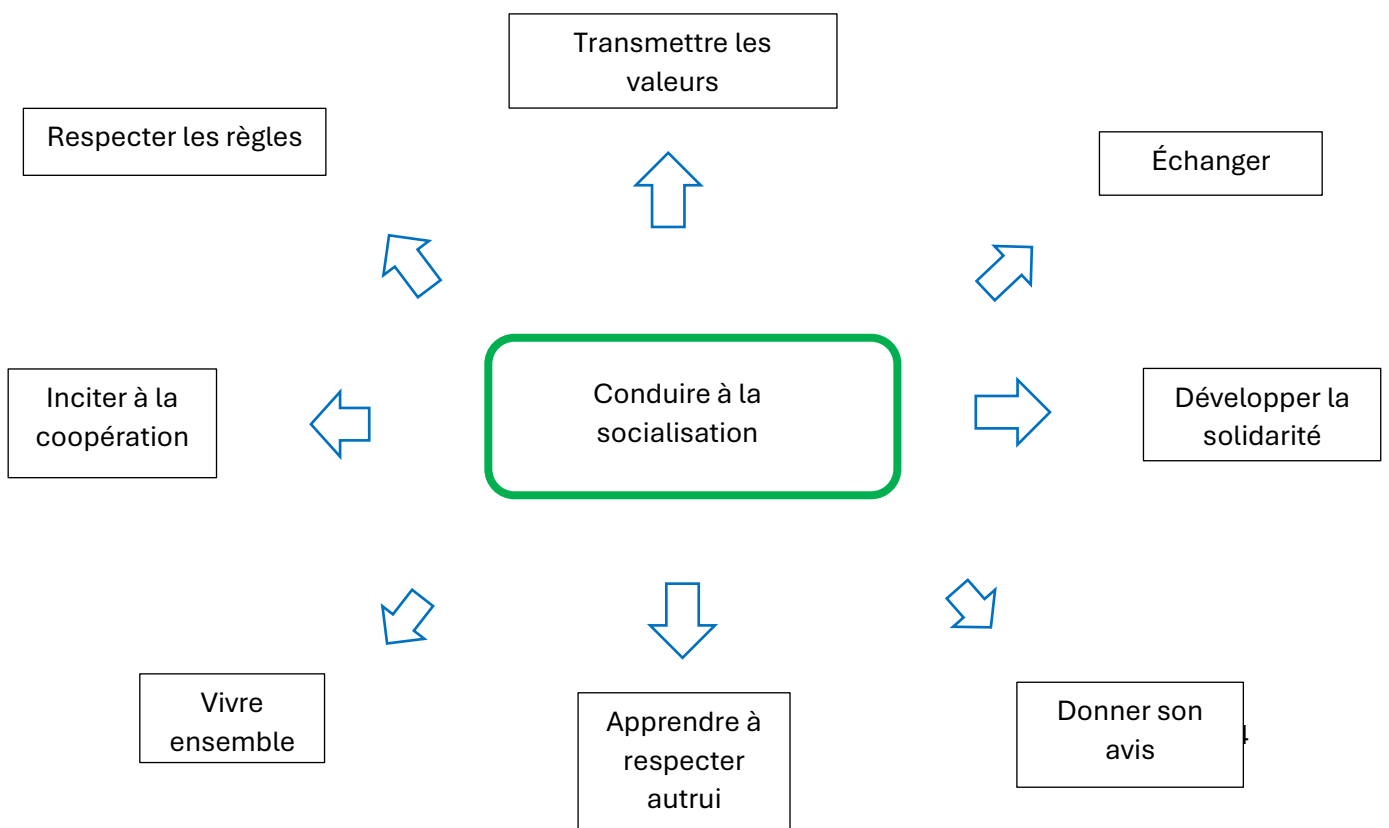 Transmettre les
valeurs
Respecter les règles
Échanger
Conduire à la
socialisation
Inciter à la
coopération
Développer la
solidarité
Vivre
ensemble
Apprendre à
respecter
autrui
Donner son
avis